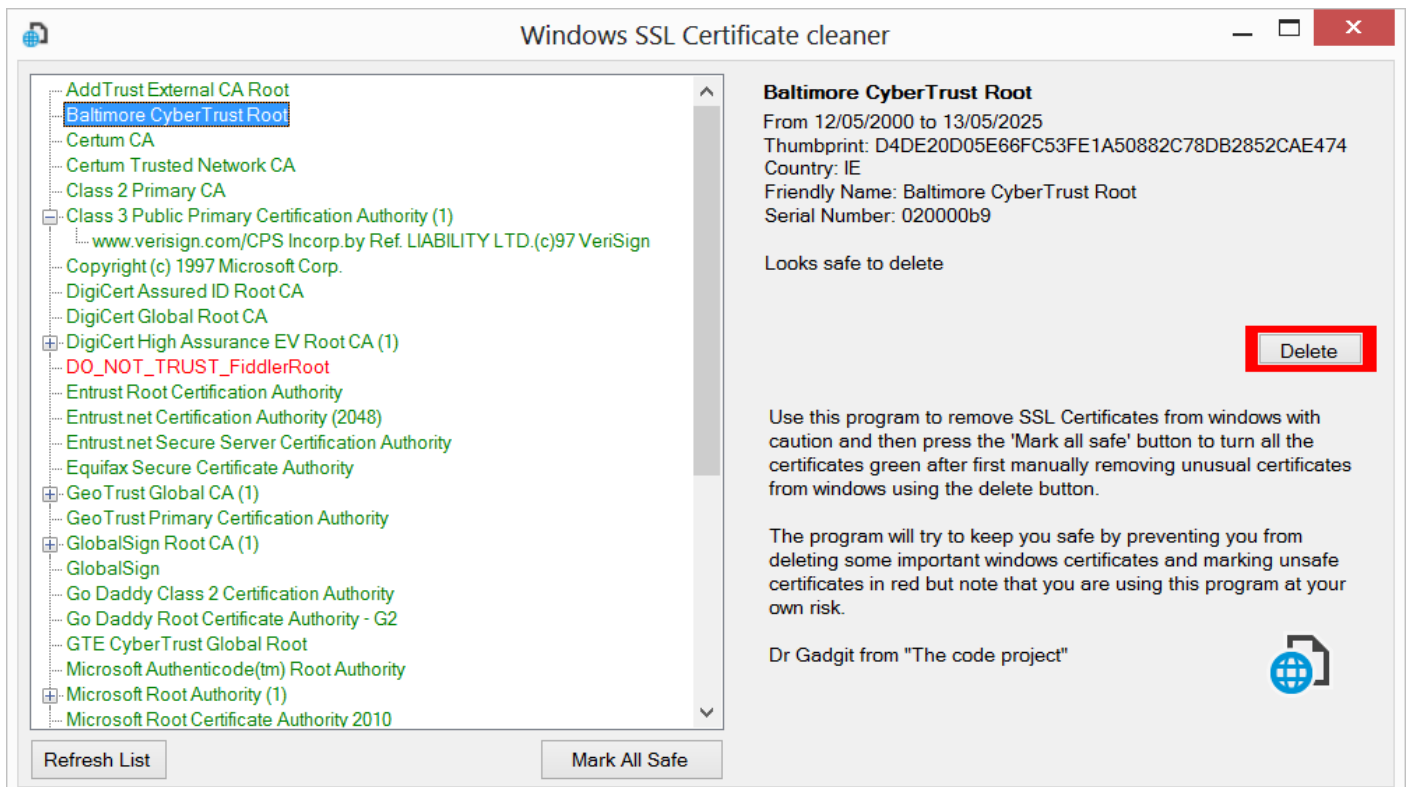 Windows SSL Certificate cleaner
AddTrust External CA Root
Baltimore CyberTrust Root
Certum CA
Certum Trusted Network CA
Class 2 Primary CA
Class 3 Public Primary Certification Authority (1)
www.verisign.com/CPS Incorp.by Ref. LIABILITY LTD.(c)97 VeriSign
Copyright (c) 1997 Microsoft Corp.
DigiCert Assured ID Root CA
DigiCert Global Root CA
DigiCert High Assurance EV Root CA (1)
DO_NOT_TRUST_FiddlerRoot
Entrust Root Certification Authority
Entrust.net Certification Authority (2048)
Entrust.net Secure Server Certification Authority
Equifax Secure Certificate Authority
GeoTrust Global CA (1)
GeoTrust Primary Certification Authority
GlobalSign Root CA (1)
GlobalSign
Go Daddy Class 2 Certification Authority
Go Daddy Root Certificate Authority - G2
GTE CyberTrust Global Root
Microsoft Authenticode(tm) Root Authority
Microsoft Root Authority (1)
Microsoft Root Certificate Authority 2010
Refresh List
Mark All Safe
Baltimore CyberTrust Root
From 12/05/2000 to 13/05/2025
Thumbprint: D4DE20D05E66FC53FE1A50882C78DB2852CAE474
Country: IE
Friendly Name: Baltimore CyberTrust Root
Serial Number: 020000b9
Looks safe to delete
Delete
Use this program to remove SSL Certificates from windows with
caution and then press the 'Mark all safe' button to turn all the
certificates green after first manually removing unusual certificates
from windows using the delete button.
The program will try to keep you safe by preventing you from
deleting some important windows certificates and marking unsafe
certificates in red but note that you are using this program at your
own risk.
Dr Gadgit from "The code project"